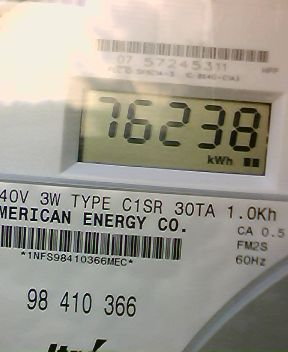 07 57245311
76238
kWh
40V 3W TYPE C1SR 30TA 1.0Kh
MERICAN ENERGY CO.
CA 0.5
FM2S
*1NFS98410366MEC*
60Hz
98 410 366